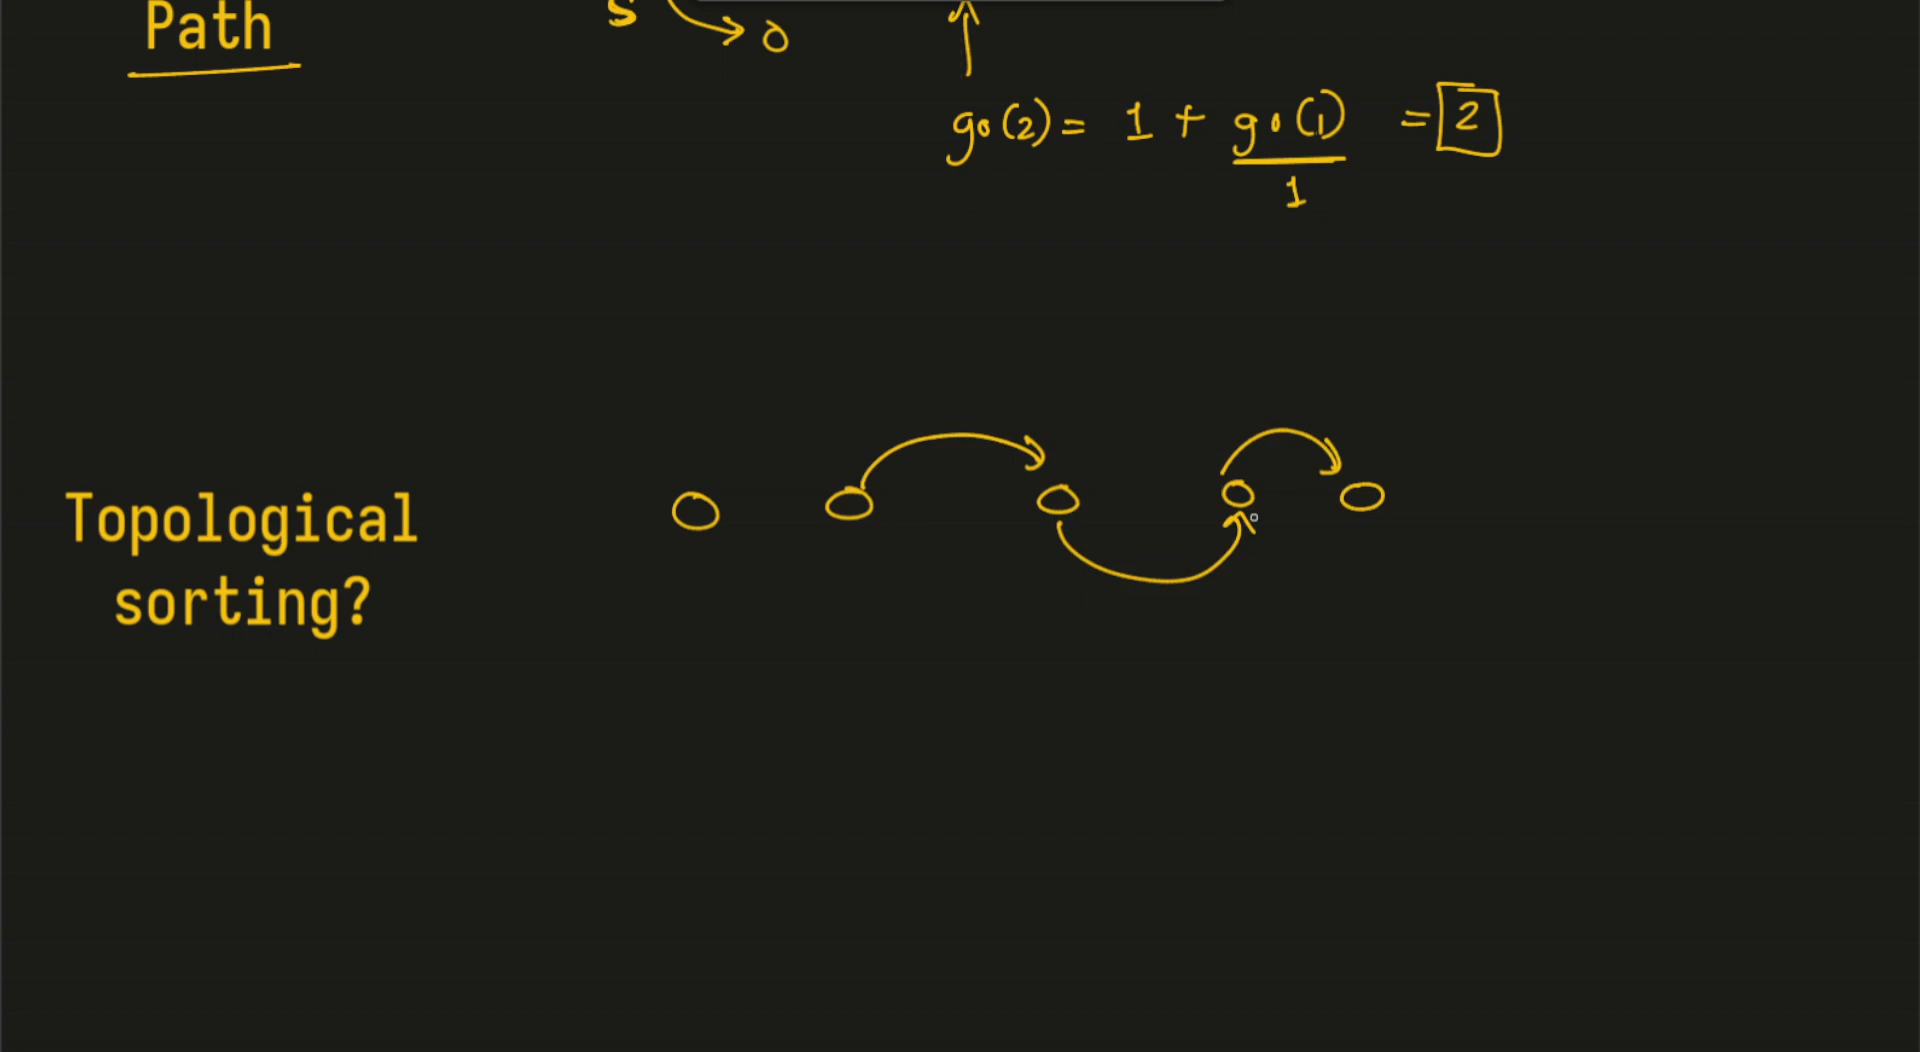 Path
s
go(2) = 1 + go(1) = 2
1
Topological
sorting?